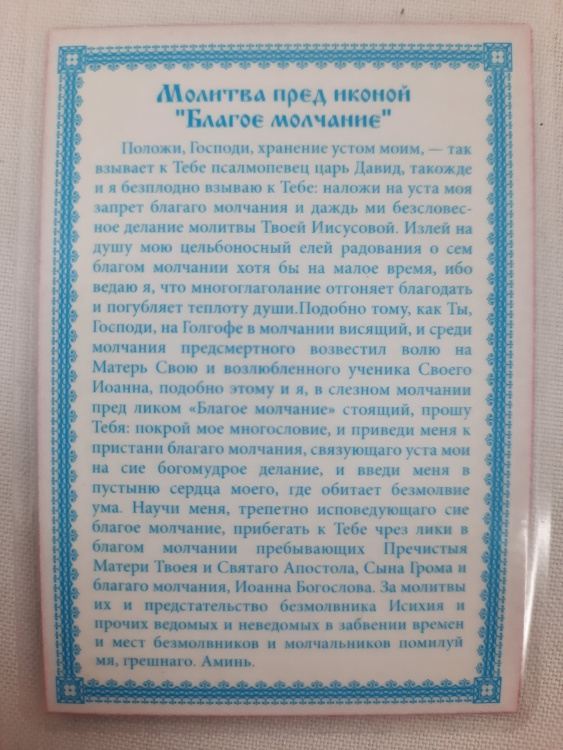 Молитва пред иконой
"Благое молчание"
Положи, Господи, хранение устом моим, — так
взывает к Тебе псалмопевец царь Давид, такожде
и я безплодно взываю к Тебе: наложи на уста моя
запрет благаго молчания и даждь ми безсловес-
ное делание молитвы Твоей Иисусовой. Излей на
душу мою цельбоносный елей радования о сем
благом молчании хотя бы на малое время, ибо
ведаю я, что многоглаголание отгоняет благодать
и погубляет теплоту души.Подобно тому, как Ты,
Господи, на Голгофе в молчании висящий, и среди
молчания предсмертного возвестил волю на
Матерь Свою и возлюбленного ученика Своего
Иоанна, подобно этому и я, в слезном молчании
пред ликом «Благое молчание» стоящий, прошу
Тебя: покрой мое многословие, и приведи меня к
пристани благаго молчания, связующаго уста мои
на сие богомудрое делание, и введи меня в
пустыню сердца моего, где обитает безмолвие
ума. Научи меня, трепетно исповедующаго сие
благое молчание, прибегать к Тебе чрез лики в
благом молчании пребывающих Пречистыя
Матери Твоея и Святаго Апостола, Сына Грома и
благаго молчания, Иоанна Богослова. За молитвы
их и предстательство безмолвника Исихия и
прочих ведомых и неведомых в забвении времен
и мест безмолвников и молчальников помилуй
мя, грешнаго. Аминь.